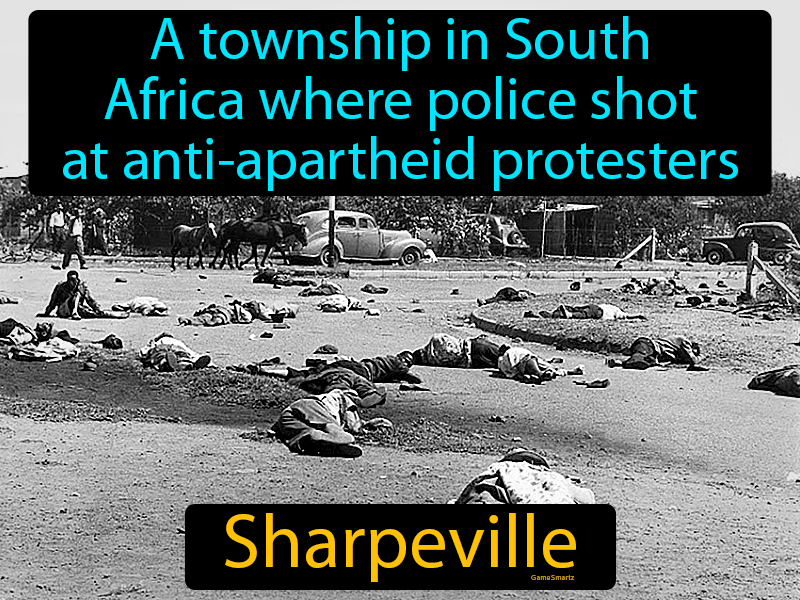 A township in South
Africa where police shot
at anti-apartheid protesters
Sharpeville
GameSmartz